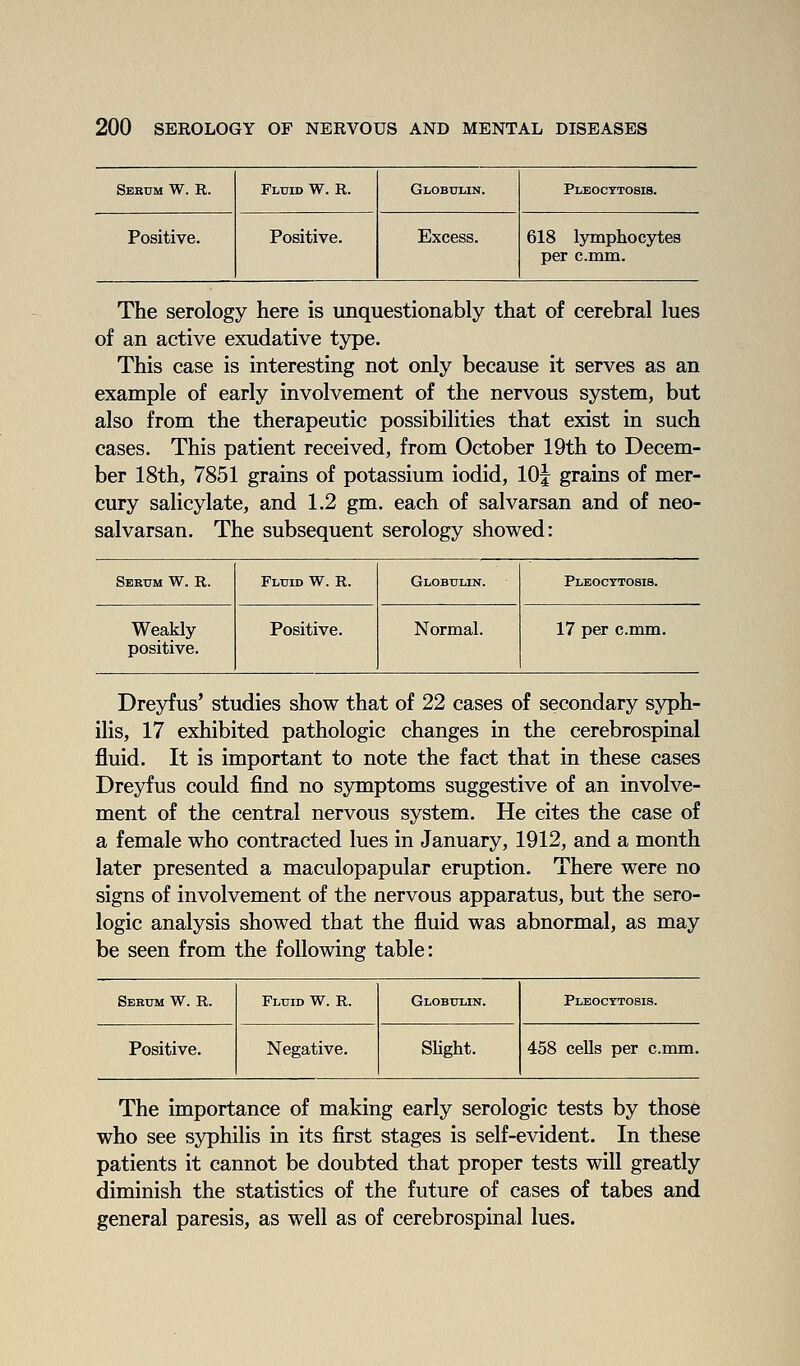 200 SEROLOGY OF NERVOUS AND MENTAL DISEASES
SERUM W. R. FLUID W. R. GLOBULIN. PLEOCYTOSIS.
Positive. Positive. Excess. 618 lymphocytes
per c.mm.
The serology here is unquestionably that of cerebral lues
of an active exudative type.
This case is interesting not only because it serves as an
example of early involvement of the nervous system, but
also from the therapeutic possibilities that exist in such
cases. This patient received, from October 19th to Decem-
ber 18th, 7851 grains of potassium iodid, 10½ grains of mer-
cury salicylate, and 1.2 gm. each of salvarsan and of neo-
salvarsan. The subsequent serology showed:
SERUM W. R. FLUID W. R. GLOBULIN. PLEOCYTOSIS.
Weakly Positive. Normal. 17 per c.mm.
positive.
Dreyfus' studies show that of 22 cases of secondary syph-
ilis, 17 exhibited pathologic changes in the cerebrospinal
fluid. It is important to note the fact that in these cases
Dreyfus could find no symptoms suggestive of an involve-
ment of the central nervous system. He cites the case of
a female who contracted lues in January, 1912, and a month
later presented a maculopapular eruption. There were no
signs of involvement of the nervous apparatus, but the sero-
logic analysis showed that the fluid was abnormal, as may
be seen from the following table:
SERUM W. R. FLUID W. R. GLOBULIN. PLEOCYTOSIS.
Positive. Negative. Slight. 458 cells per c.mm.
The importance of making early serologic tests by those
who see syphilis in its first stages is self-evident. In these
patients it cannot be doubted that proper tests will greatly
diminish the statistics of the future of cases of tabes and
general paresis, as well as of cerebrospinal lues.